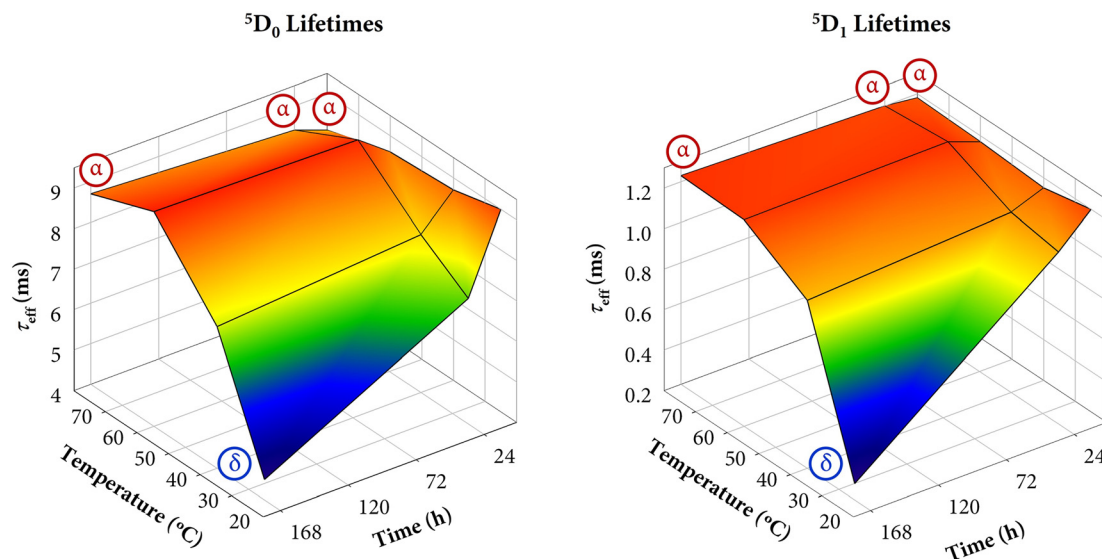 ⁵D₀ Lifetimes
α
α
α
9
8
7
6
5
4
τeff (ms)
70
60
50
40
30
20
Temperature (°C)
δ
168
120
72
24
Time (h)
⁵D₁ Lifetimes
α
α
α
1.2
1.0
0.8
0.6
0.4
0.2
τeff (ms)
70
60
50
40
30
20
Temperature (°C)
δ
168
120
72
24
Time (h)